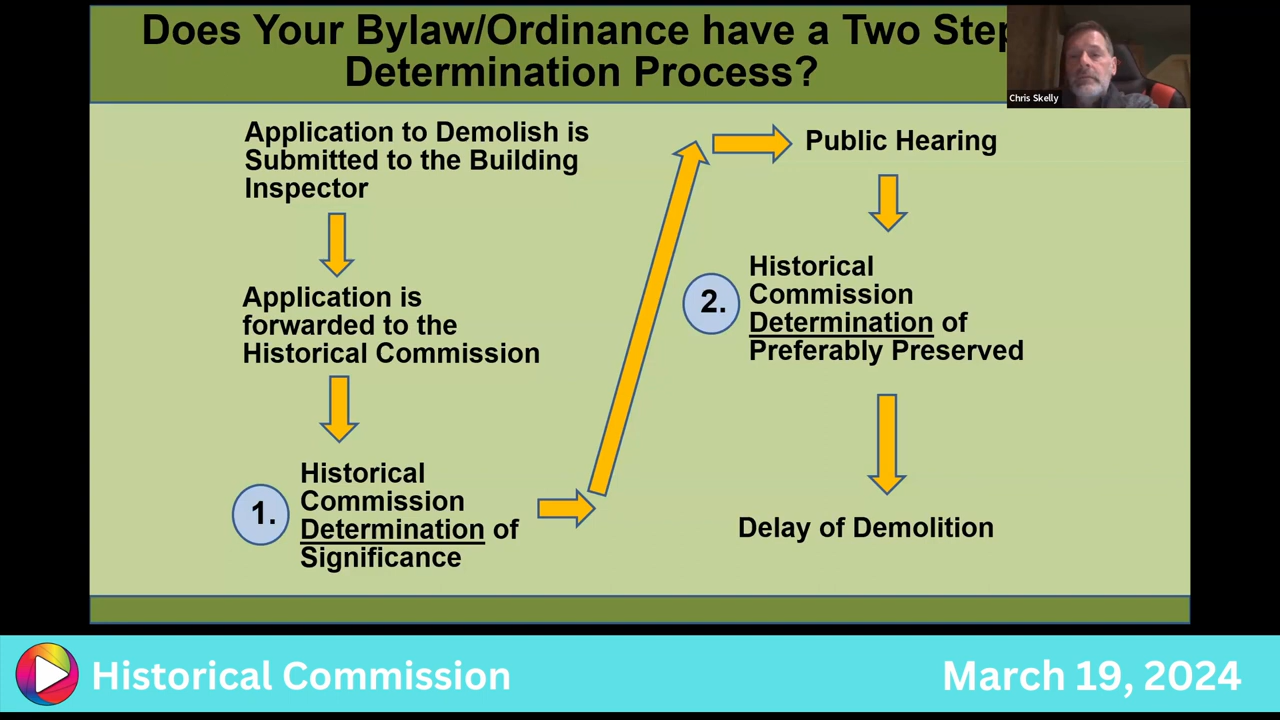 Does Your Bylaw/Ordinance have a Two Step
Determination Process?
Chris Skelly
Application to Demolish is
Submitted to the Building
Inspector
Application is
forwarded to the
Historical Commission
1.
Historical
Commission
Determination of
Significance
Public Hearing
2.
Historical
Commission
Determination of
Preferably Preserved
Delay of Demolition
Historical Commission
March 19, 2024